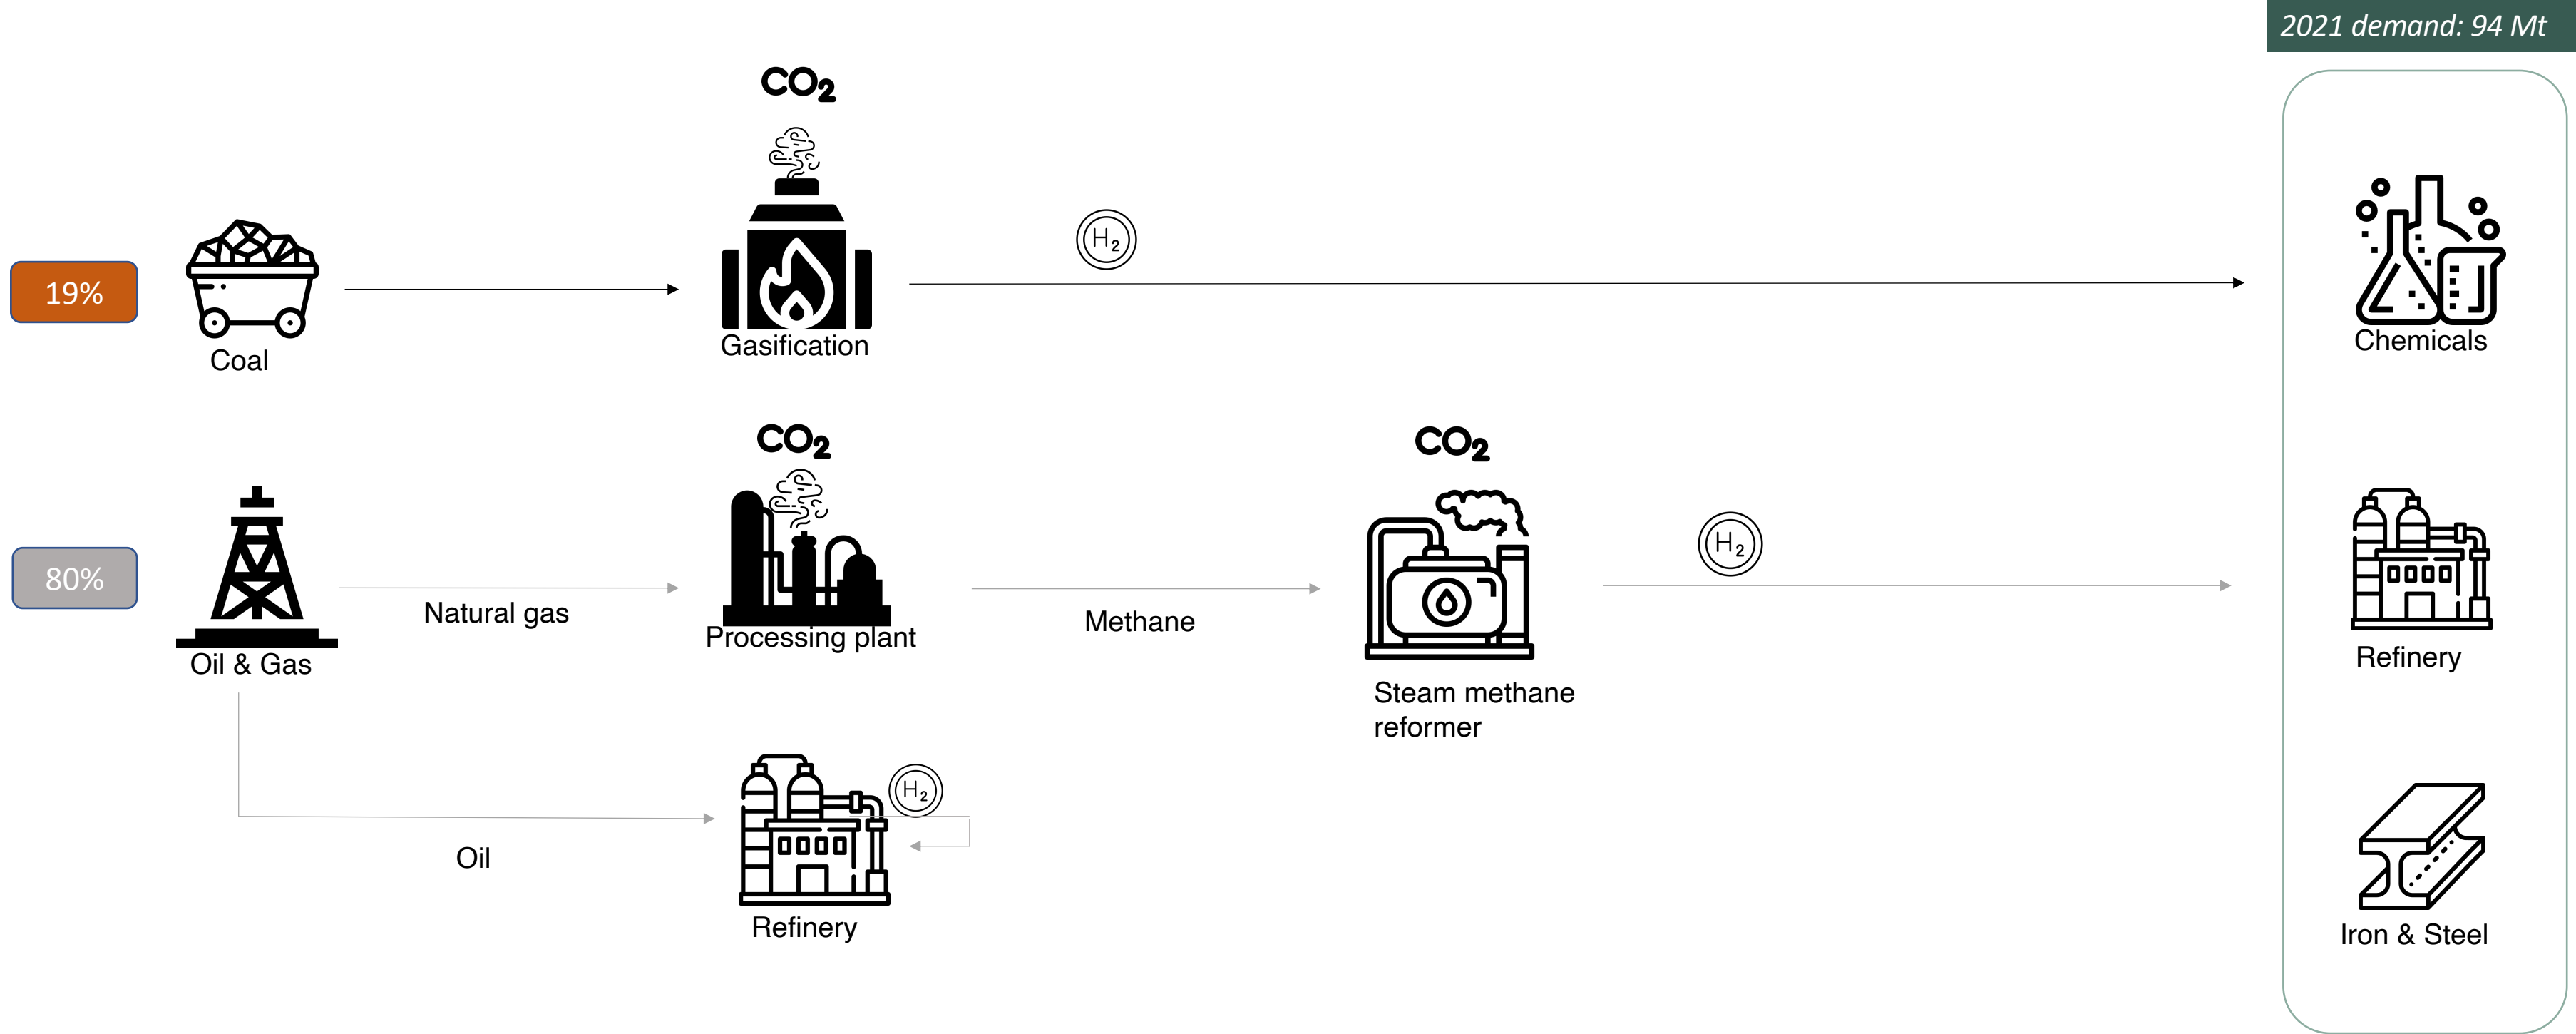 2021 demand: 94 Mt
CO2
H2
19%
Coal
Gasification
Chemicals
CO2
CO2
H2
80%
Natural gas
Processing plant
Methane
Oil & Gas
Refinery
Steam methane
reformer
H2
Oil
Refinery
Iron & Steel